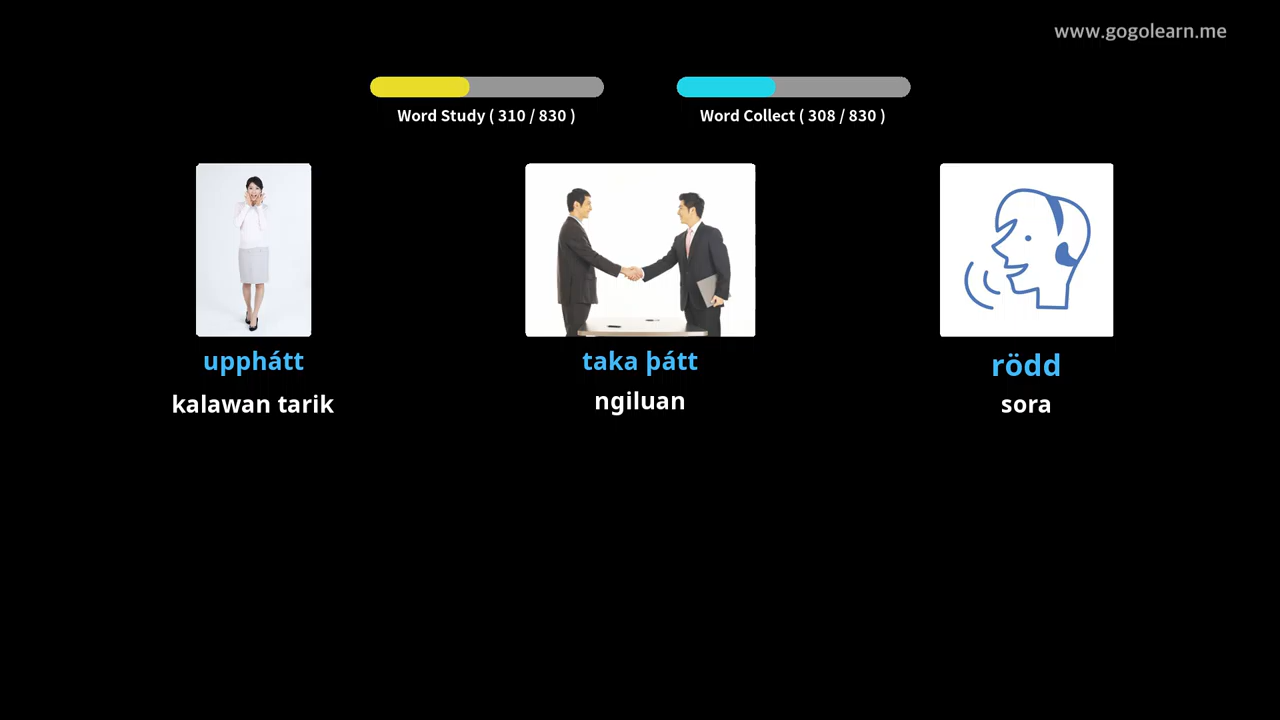 www.gogolearn.me
Word Study ( 310 / 830 )
Word Collect ( 308 / 830 )
upphátt
taka þátt
rödd
kalawan tarik
ngiluan
sora